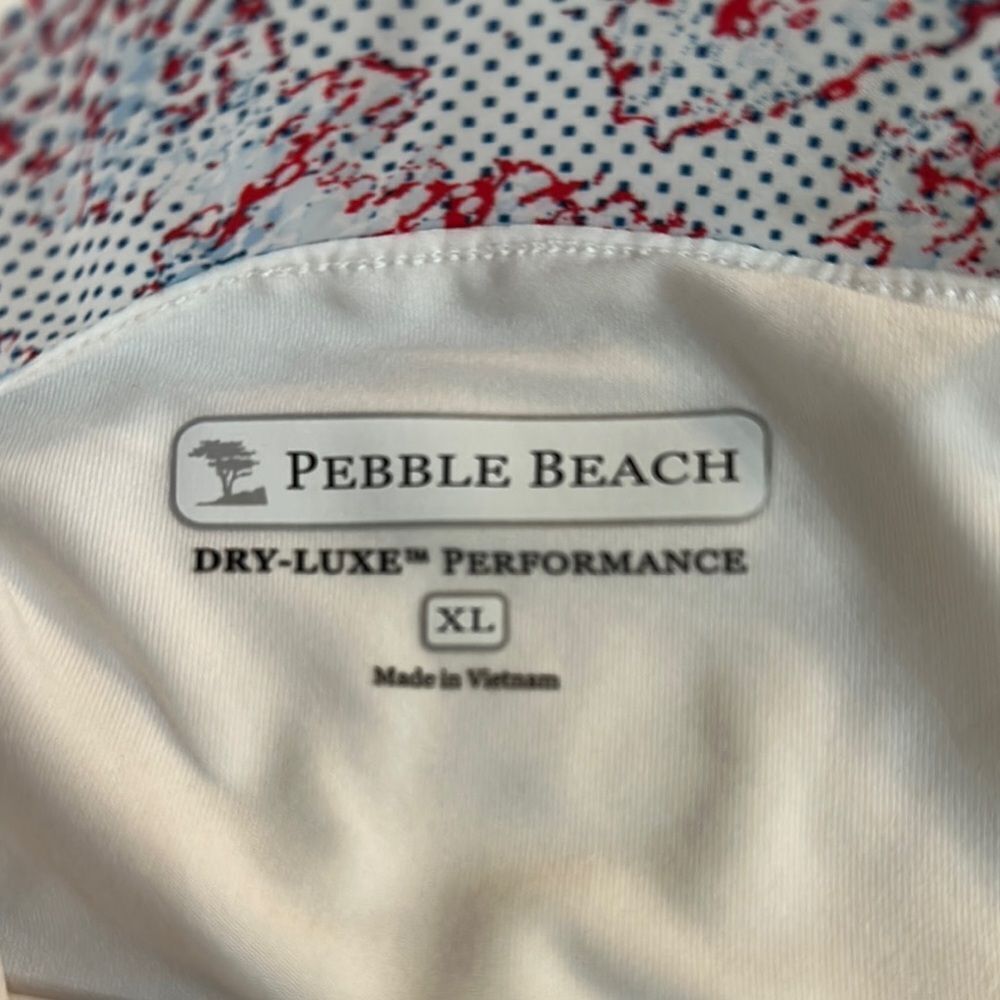 PEBBLE BEACH
DRY-LUXE™ PERFORMANCE
XL
Made in Vietnam